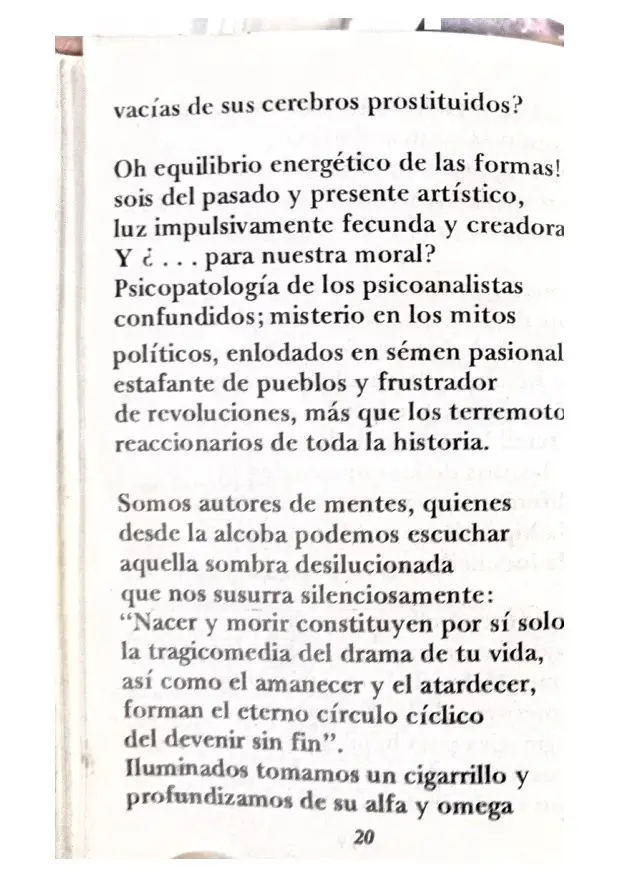 vacías de sus cerebros prostituidos?
Oh equilibrio energético de las formas!
sois del pasado y presente artístico,
luz impulsivamente fecunda y creadora
Y ¿ . . . para nuestra moral?
Psicopatología de los psicoanalistas
confundidos; misterio en los mitos
políticos, enlodados en sémen pasional
estafante de pueblos y frustrador
de revoluciones, más que los terremoto
reaccionarios de toda la historia.
Somos autores de mentes, quienes
desde la alcoba podemos escuchar
aquella sombra desilucionada
que nos susurra silenciosamente:
“Nacer y morir constituyen por sí solo
la tragicomedia del drama de tu vida,
así como el amanecer y el atardecer,
forman el eterno círculo cíclico
del devenir sin fin”.
Iluminados tomamos un cigarrillo y
profundizamos de su alfa y omega
20